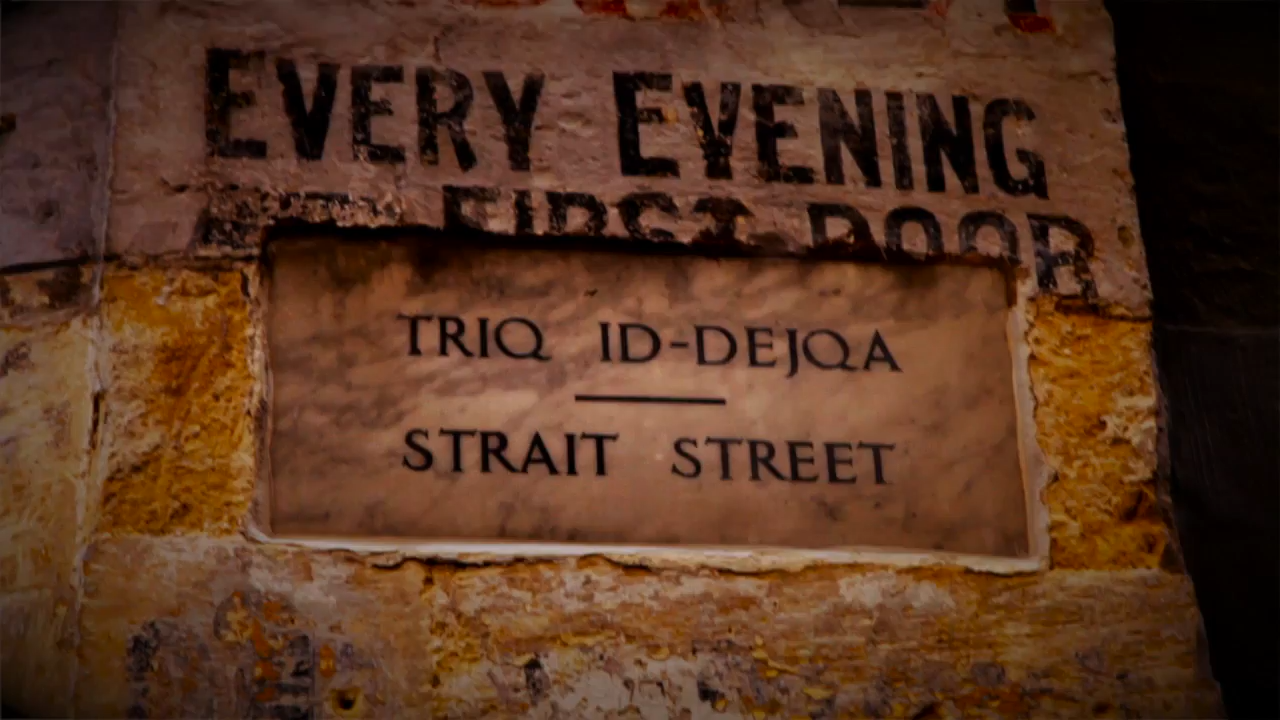 EVERY EVENING
FIRST DOOR
TRIQ ID-DEJQA
STRAIT STREET